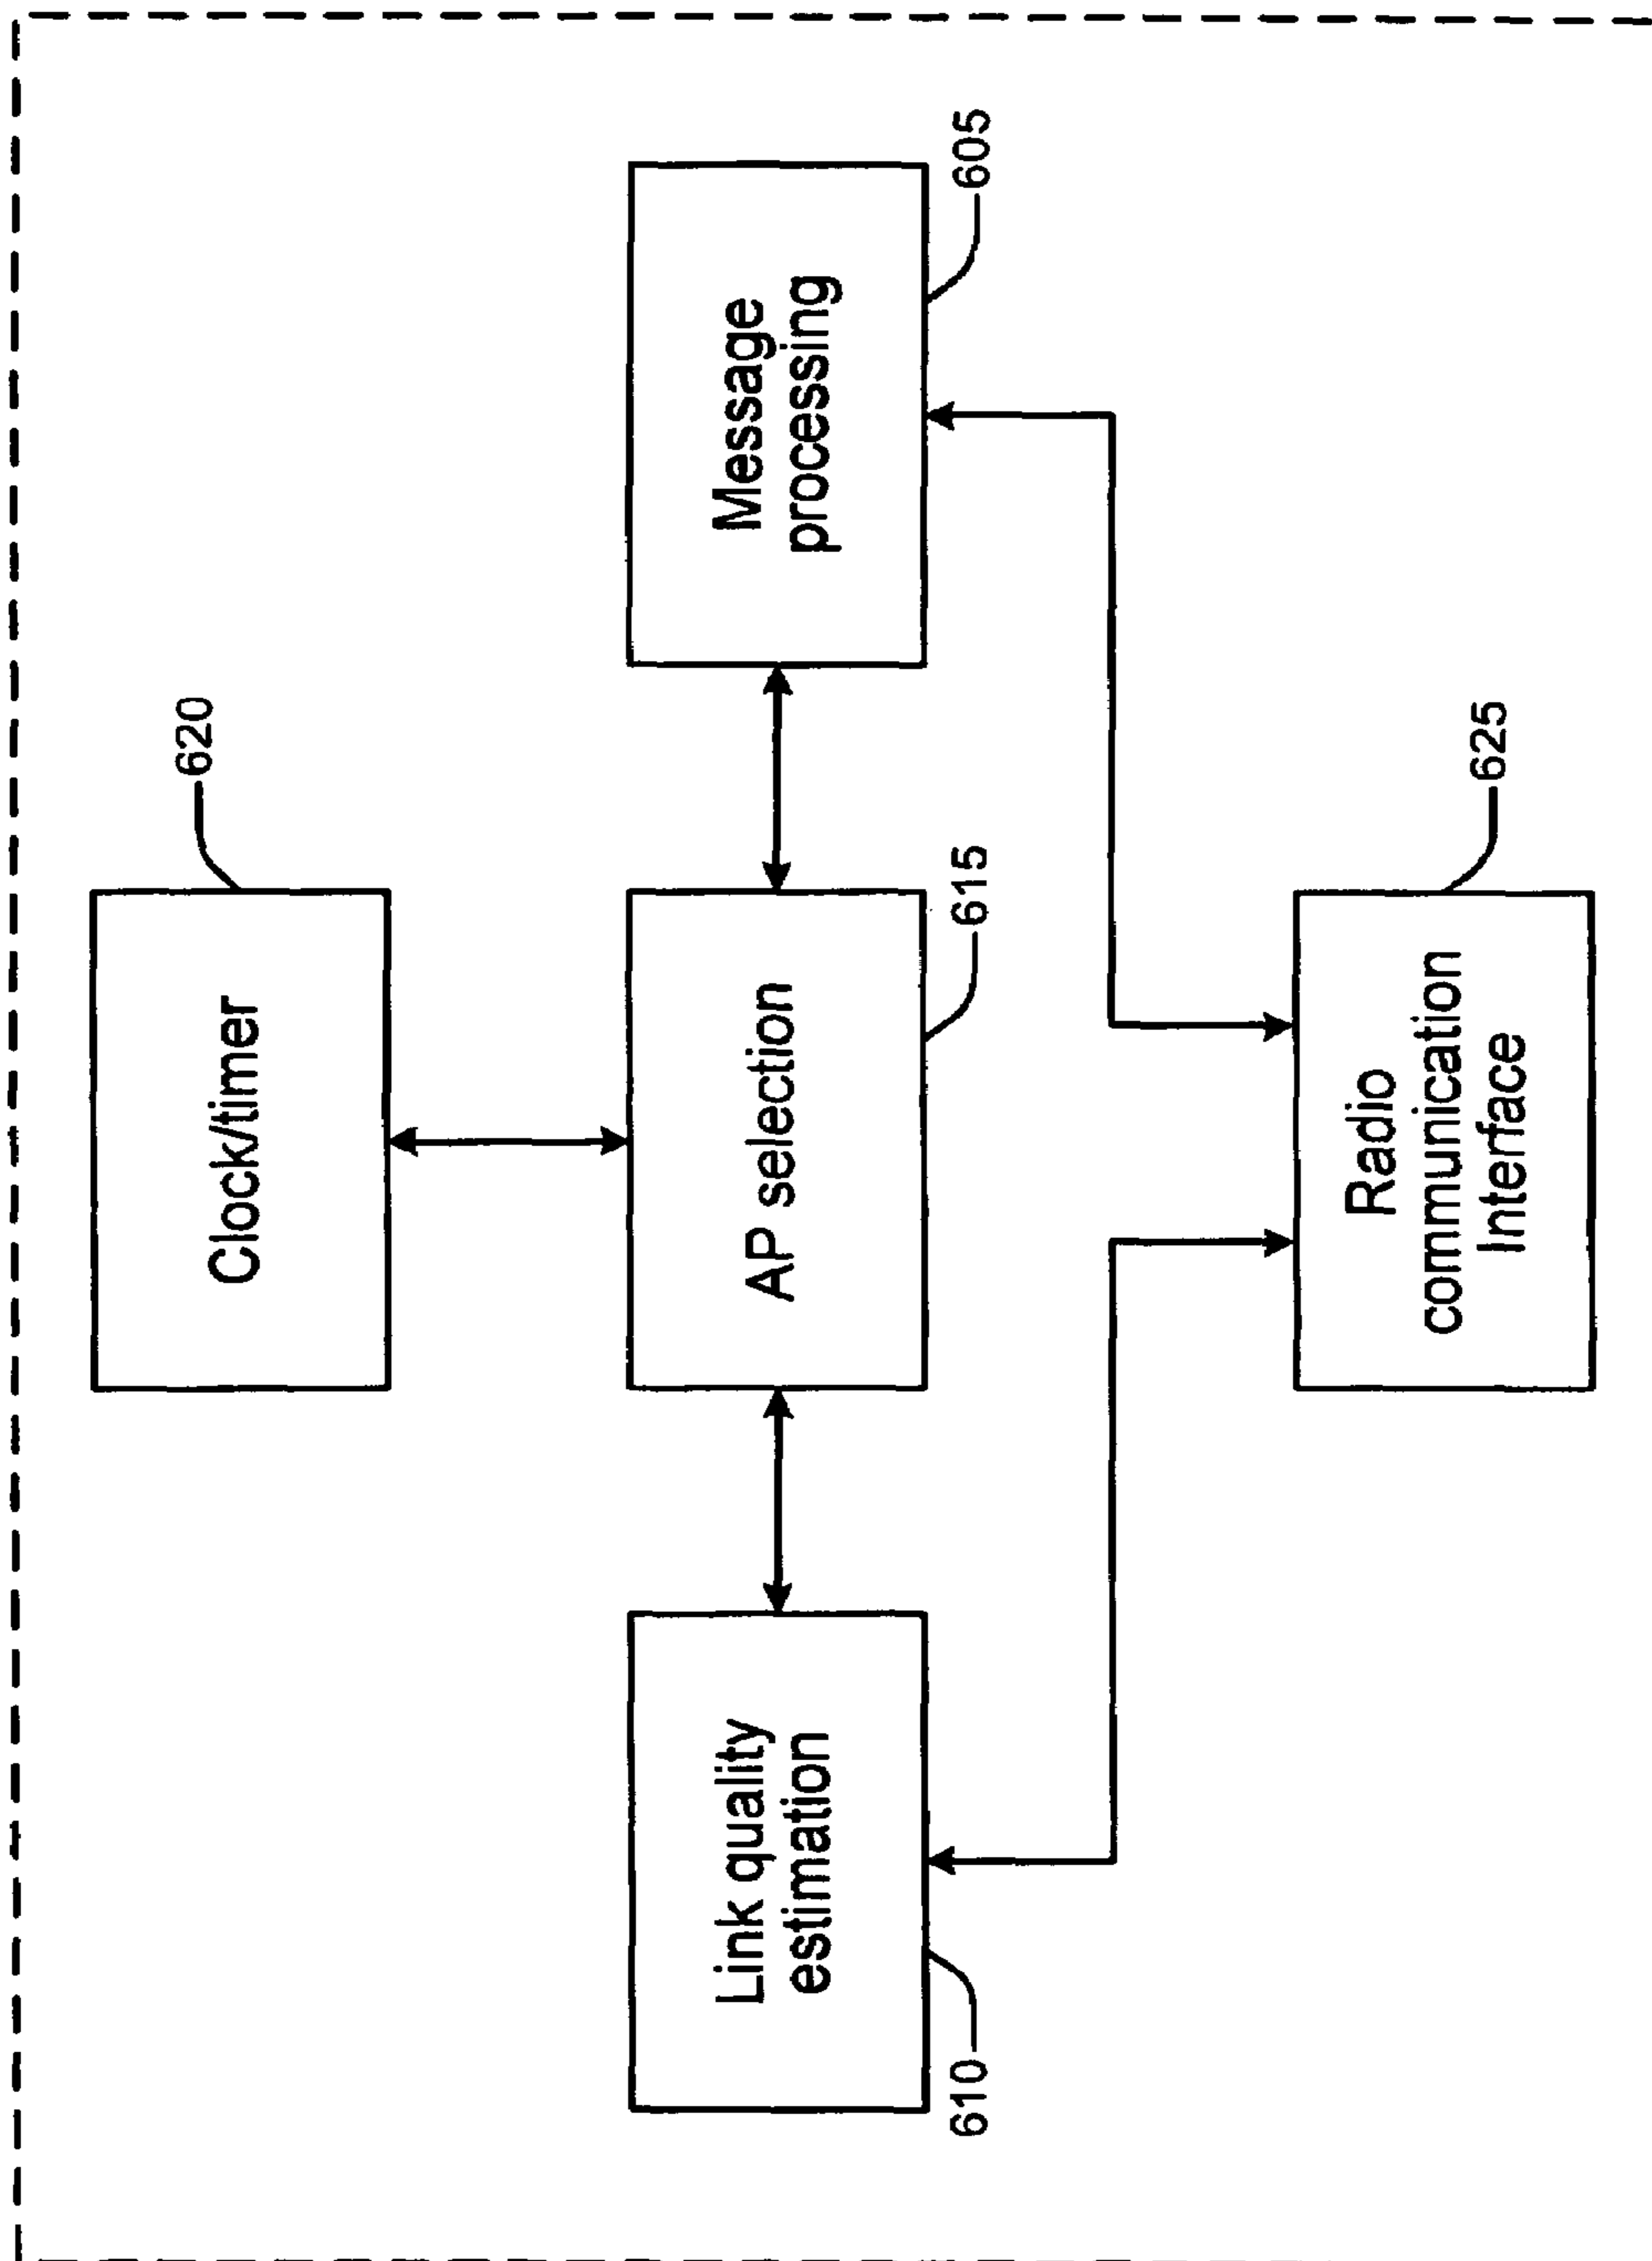 620
Clock/timer
Link quality
estimation
610
AP selection
615
Message
processing
605
Radio
communication
Interface
625